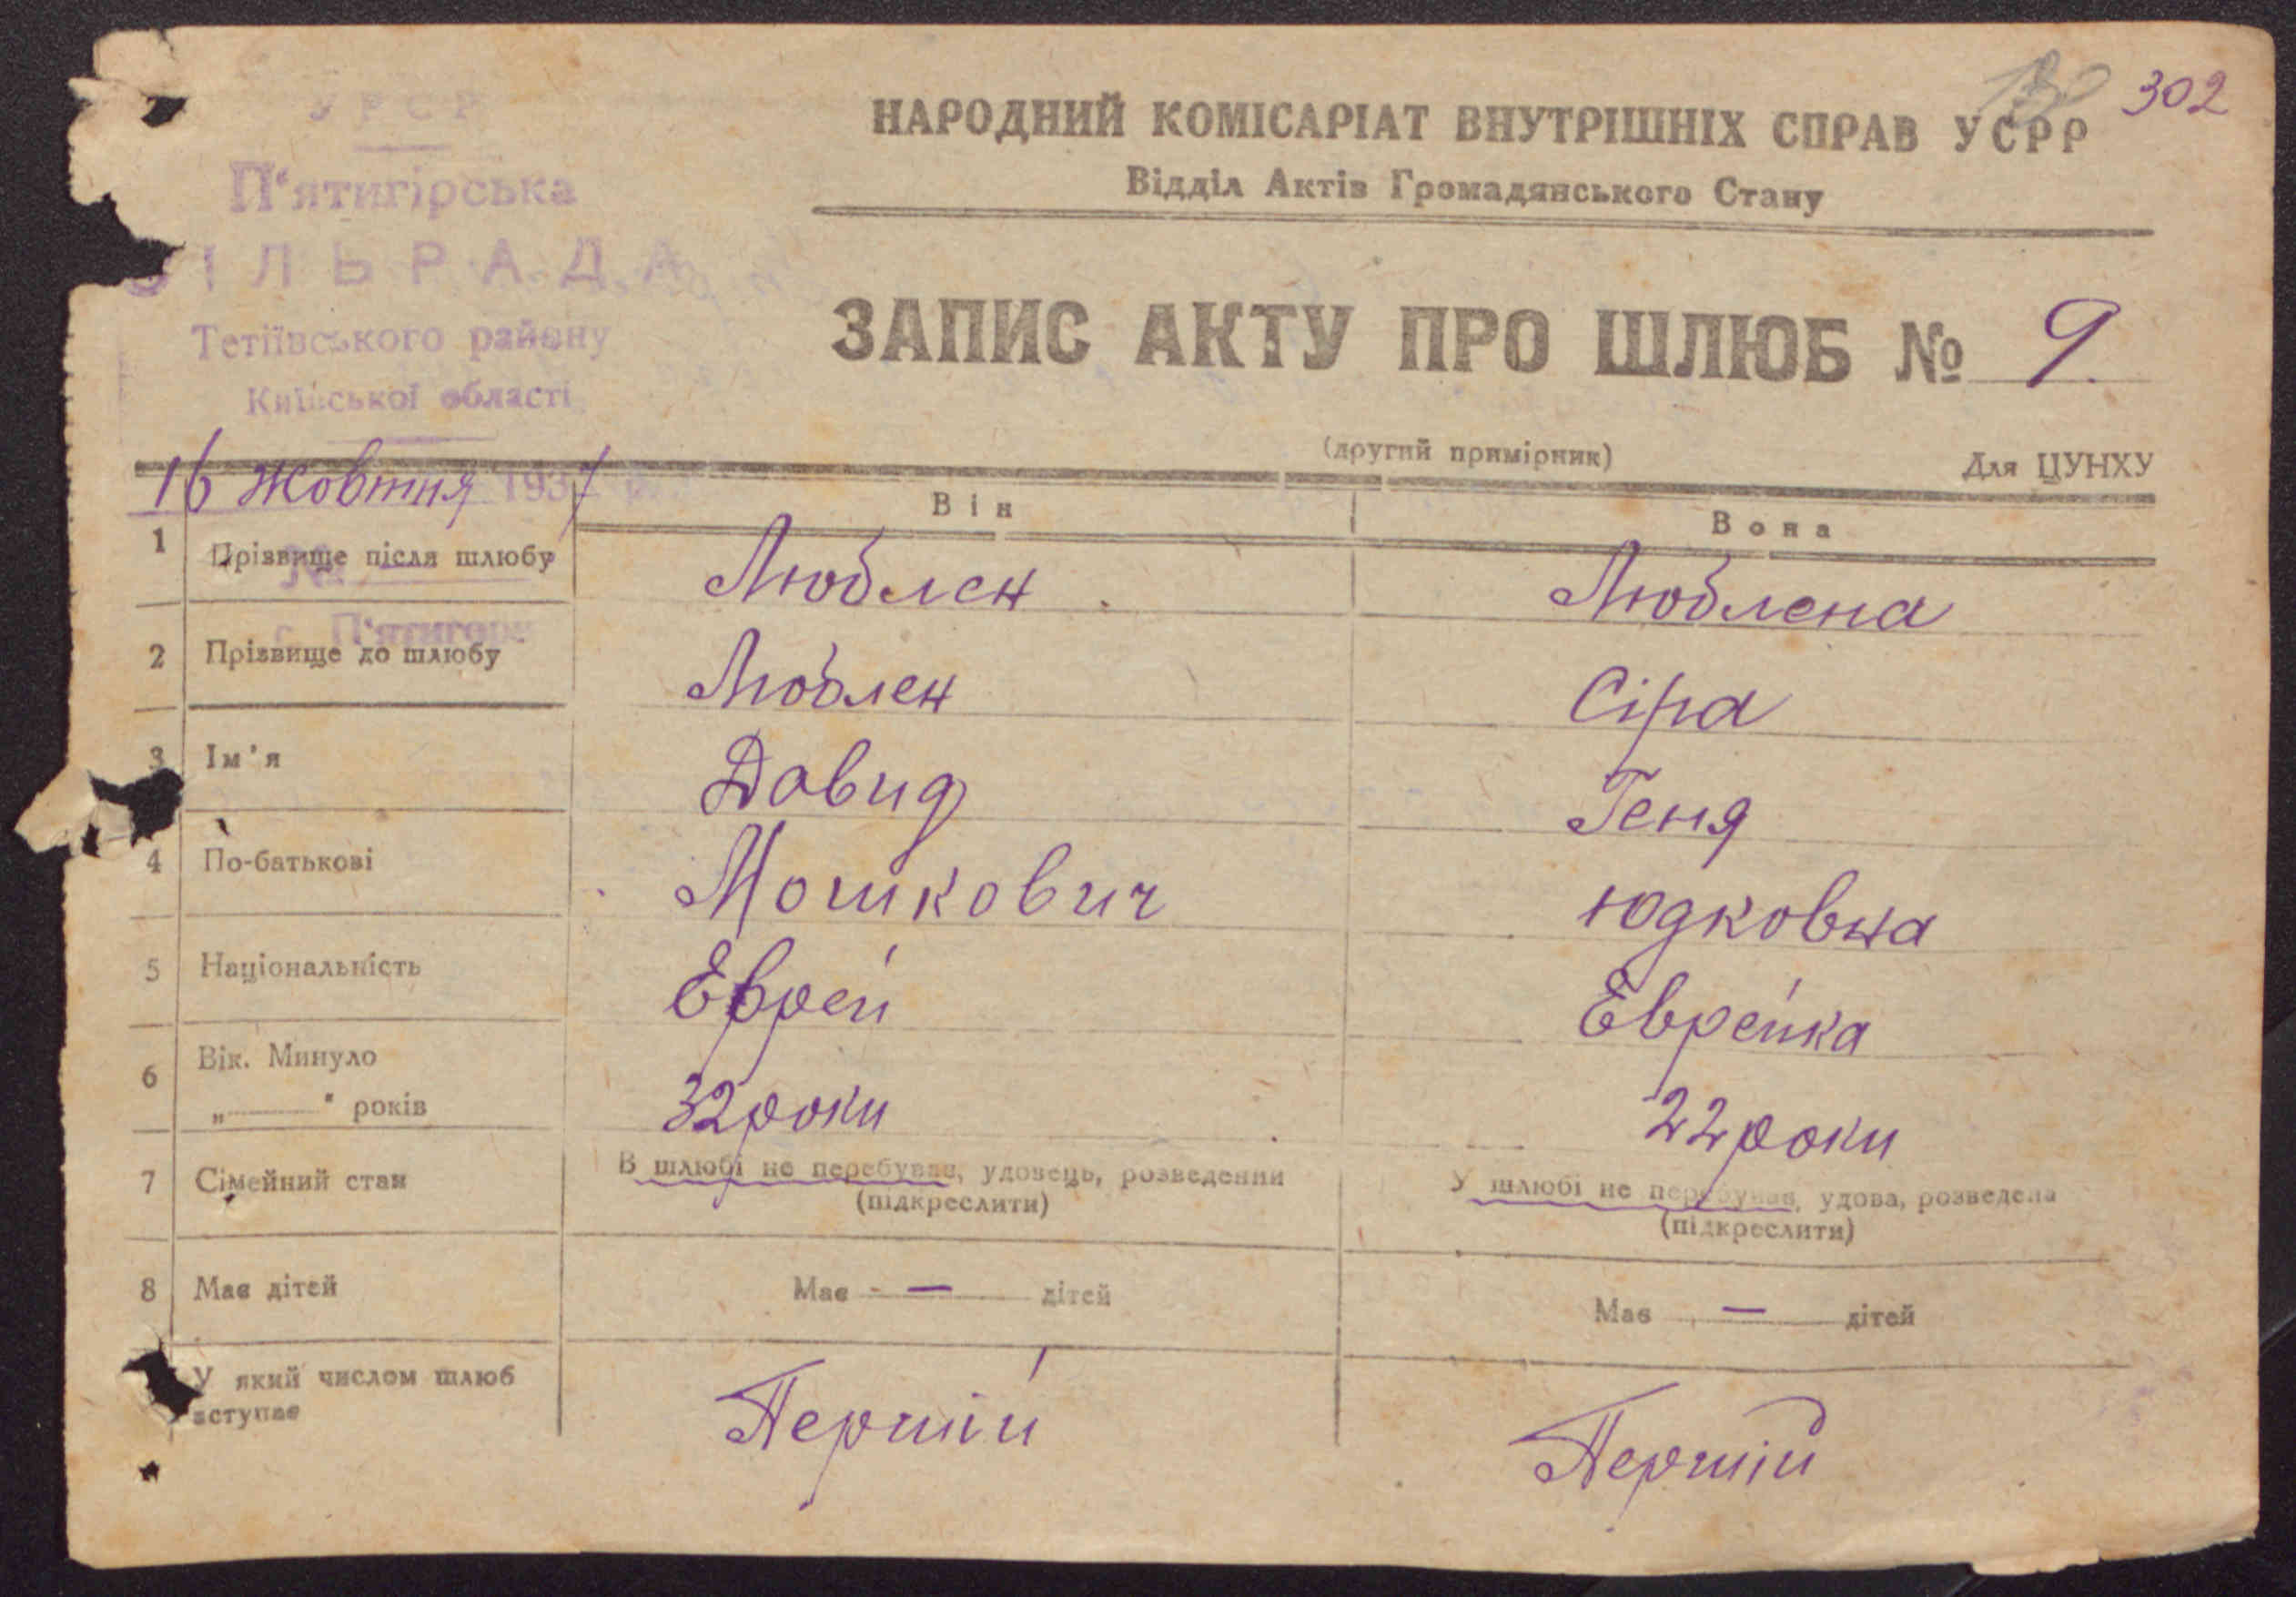 302
УРСР
НАРОДНИЙ КОМІСАРІАТ ВНУТРІШНІХ СПРАВ УСРР
П'ятигірська
Відділ Актів Громадянського Стану
ІЛЬРАДА
ЗАПИС АКТУ ПРО ШЛЮБ № 9
Тетіївського району
Київської області
(другий примірник) Для ЦУНХУ
16 Жовтня 1937
Він Вона
1 Прізвище після шлюбу Люблен Люблена
с. П'ятигори
2 Прізвище до шлюбу Люблен Сіра
3 Ім'я Давид Геня
4 По-батькові Мошкович Юдковна
5 Національність Еврей Еврейка
6 Вік. Минуло
„ " років 32 роки 22 роки
7 Сімейний стан В шлюбі не перебував, удовець, розведений У шлюбі не перебував, удова, розведена
(підкреслити) (підкреслити)
8 Має дітей Має — дітей Має — дітей
У який числом шлюб
вступає Перший Перший